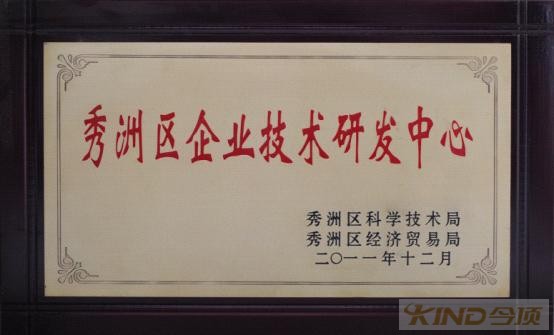 秀洲区企业技术研发中心
秀洲区科学技术局
秀洲区经济贸易局
二〇一一年十二月
KIND今顶